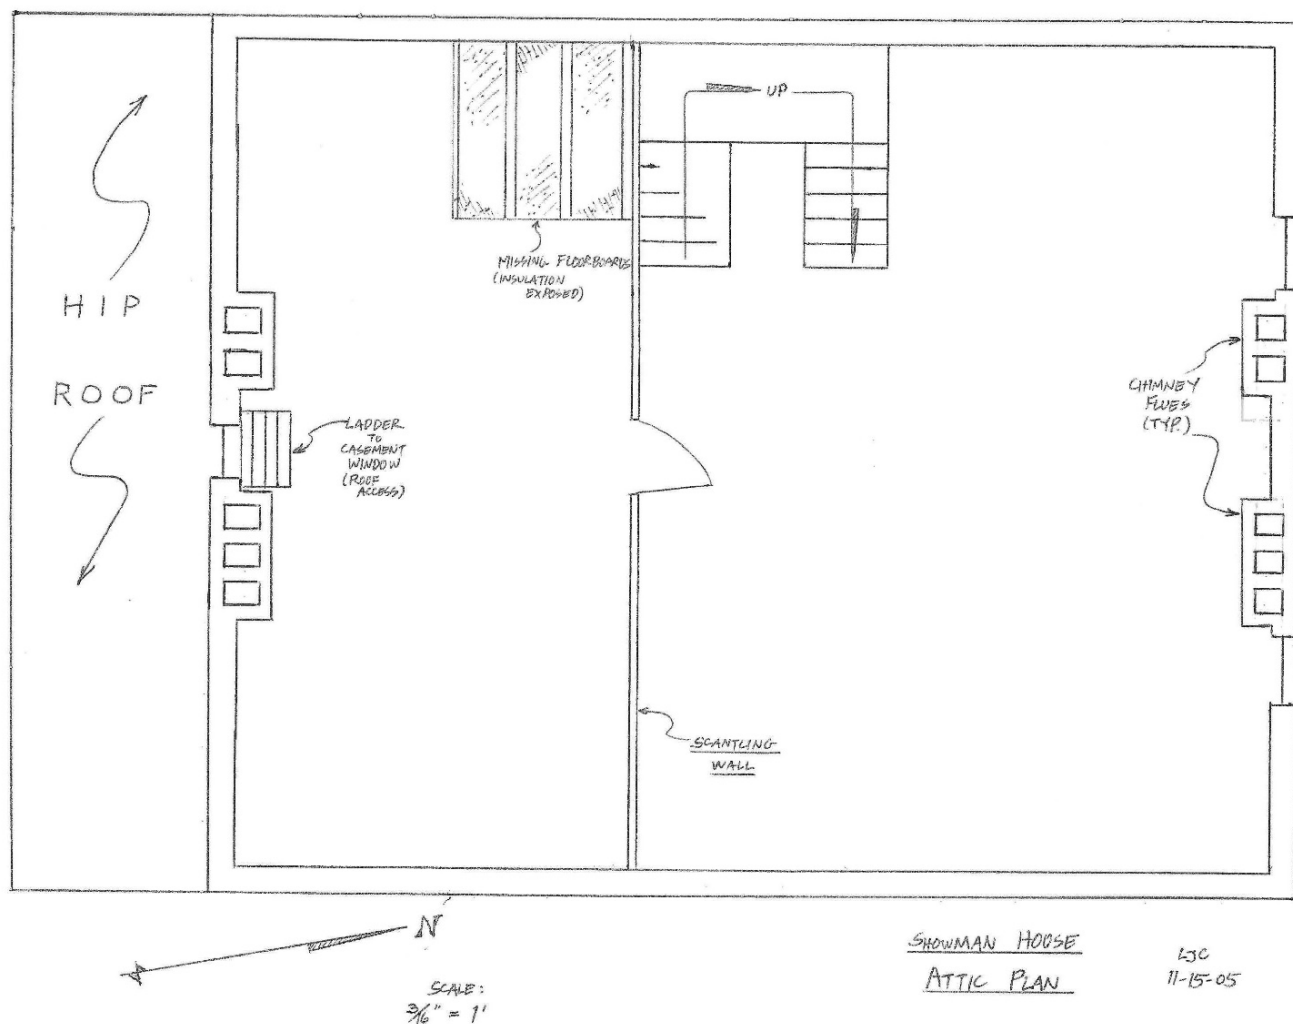 UP
MISSING FLOORBOARDS
(INSULATION
EXPOSED)
HIP
ROOF
LADDER
TO
CASEMENT
WINDOW
(ROOF
ACCESS)
CHIMNEY
FLUES
(TYP.)
SCANTLING
WALL
N
SCALE:
3/16" = 1'
SHOWMAN HOUSE
ATTIC PLAN
LJC
11-15-05